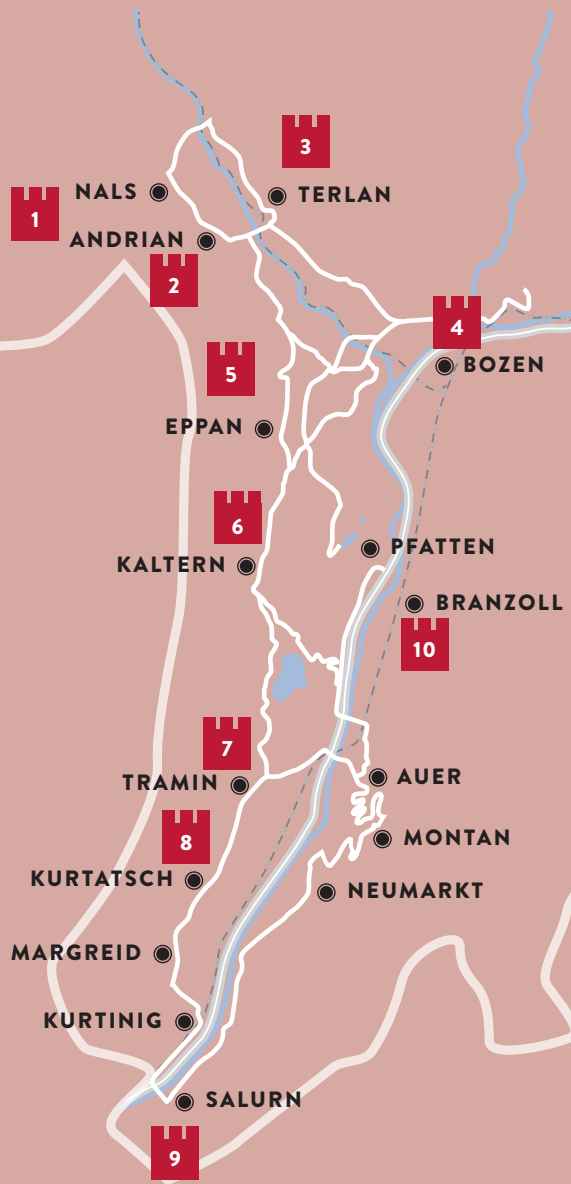 3
NALS
TERLAN
1
ANDRIAN
2
4
5
BOZEN
EPPAN
6
PFATTEN
KALTERN
BRANZOLL
10
7
AUER
TRAMIN
8
MONTAN
KURTATSCH
NEUMARKT
MARGREID
KURTINIG
SALURN
9